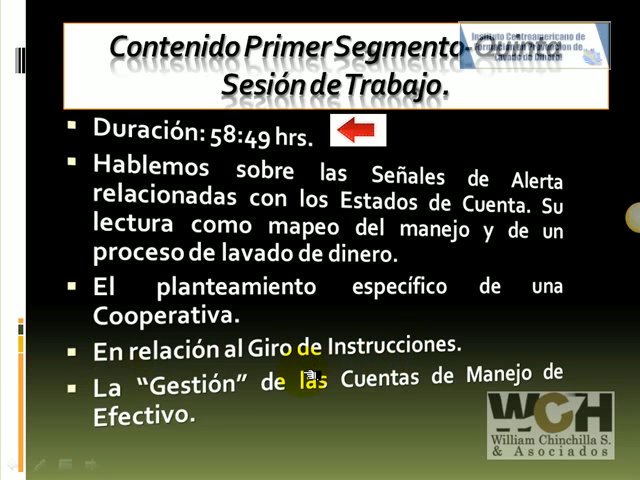 Contenido Primer Segmento-Quinta
Sesión de Trabajo.
Instituto Centroamericano de
Formación en Prevención de
Lavado de Dinero
Duración: 58:49 hrs.
Hablemos sobre las Señales de Alerta
relacionadas con los Estados de Cuenta. Su
lectura como mapeo del manejo y de un
proceso de lavado de dinero.
El planteamiento específico de una
Cooperativa.
En relación al Giro de Instrucciones.
La “Gestión” de las Cuentas de Manejo de
Efectivo.
WCH
William Chinchilla S.
& Asociados